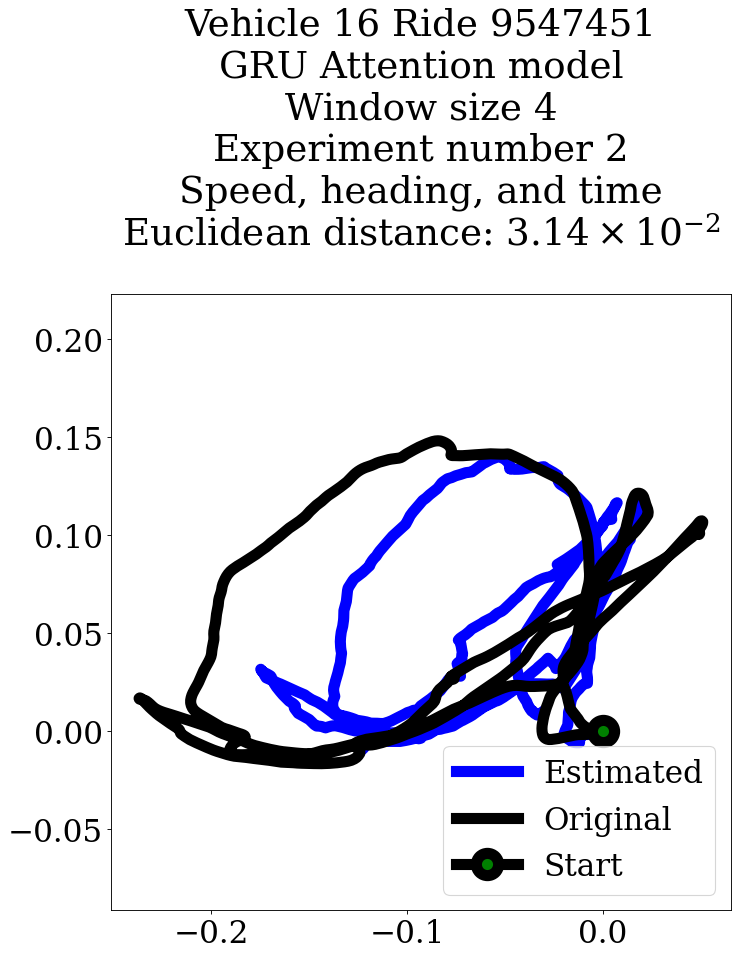 Vehicle 16 Ride 9547451
GRU Attention model
Window size 4
Experiment number 2
Speed, heading, and time
Euclidean distance: 3.14 × 10⁻²
0.20
0.15
0.10
0.05
0.00
−0.05
Estimated
Original
Start
−0.2 −0.1 0.0